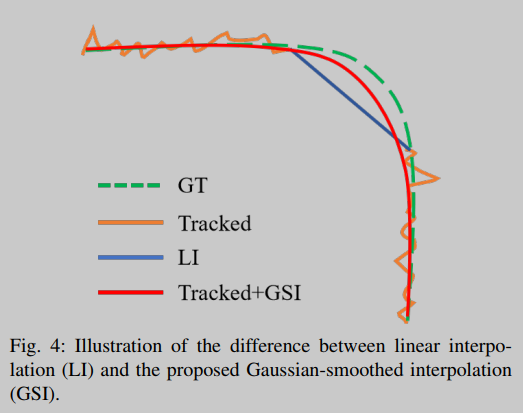 GT
Tracked
LI
Tracked+GSI
Fig. 4: Illustration of the difference between linear interpo-
lation (LI) and the proposed Gaussian-smoothed interpolation
(GSI).